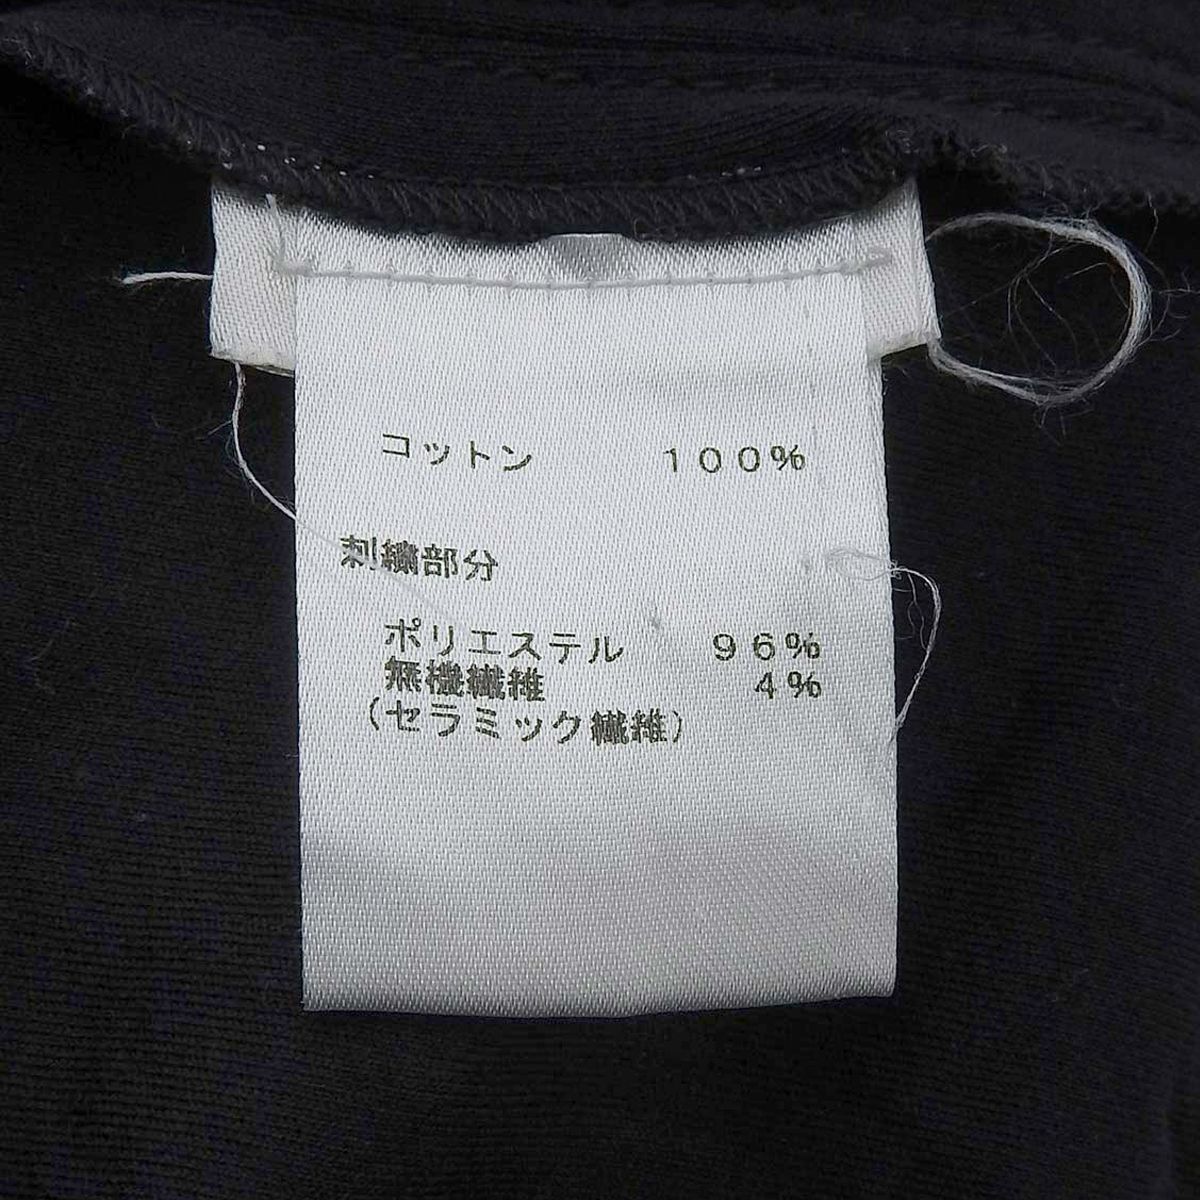 コットン 100%
刺繍部分
ポリエステル 96%
無機繊維 4%
(セラミック繊維)